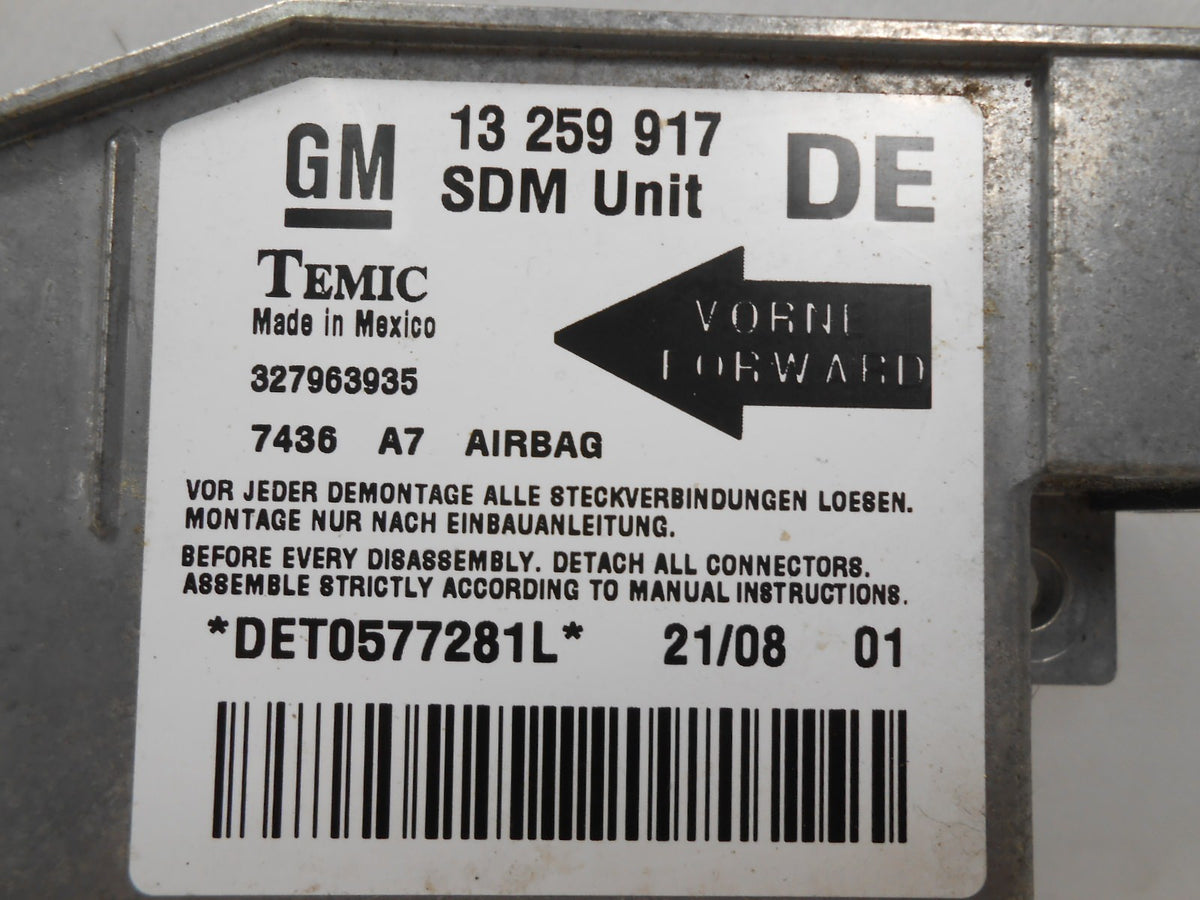 GM
13 259 917
SDM Unit
DE
TEMIC
Made in Mexico
327963935
7436 A7 AIRBAG
VORNE
FORWARD
VOR JEDER DEMONTAGE ALLE STECKVERBINDUNGEN LOESEN.
MONTAGE NUR NACH EINBAUANLEITUNG.
BEFORE EVERY DISASSEMBLY. DETACH ALL CONNECTORS.
ASSEMBLE STRICTLY ACCORDING TO MANUAL INSTRUCTIONS.
*DET0577281L* 21/08 01